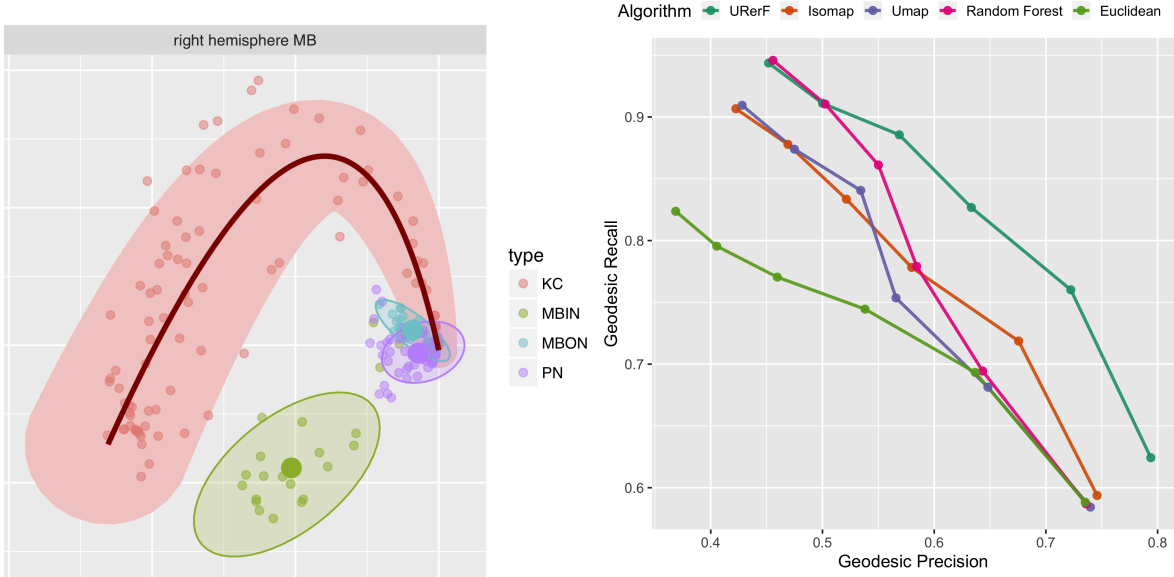 right hemisphere MB
type
KC
MBIN
MBON
PN
Algorithm URerF Isomap Umap Random Forest Euclidean
Geodesic Recall
0.9
0.8
0.7
0.6
0.4 0.5 0.6 0.7 0.8
Geodesic Precision